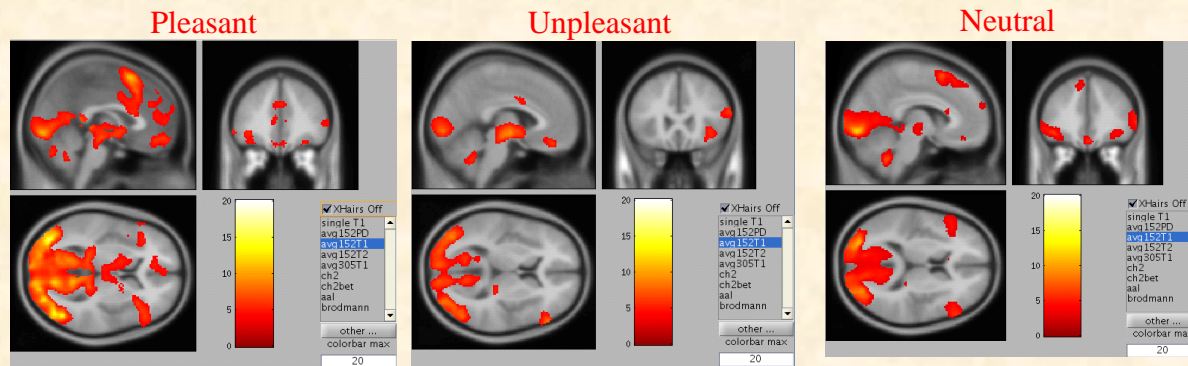 Pleasant
20
15
10
5
0
XHairs Off
single T1
avg152PD
avg152T1
avg152T2
avg305T1
ch2
ch2bet
aal
brodmann
other ...
colorbar max
20
Unpleasant
20
15
10
5
0
XHairs Off
single T1
avg152PD
avg152T1
avg152T2
avg305T1
ch2
ch2bet
aal
brodmann
other ...
colorbar max
20
Neutral
20
15
10
5
0
XHairs Off
single T1
avg152PD
avg152T1
avg152T2
avg305T1
ch2
ch2bet
aal
brodmann
other ...
colorbar ma
20